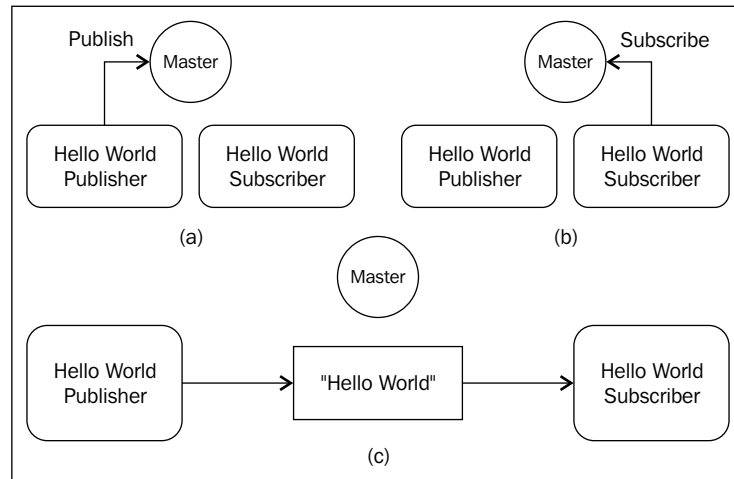 Publish
Master
Hello World
Publisher
Hello World
Subscriber
(a)
Subscribe
Master
Hello World
Publisher
Hello World
Subscriber
(b)
Master
Hello World
Publisher
"Hello World"
Hello World
Subscriber
(c)